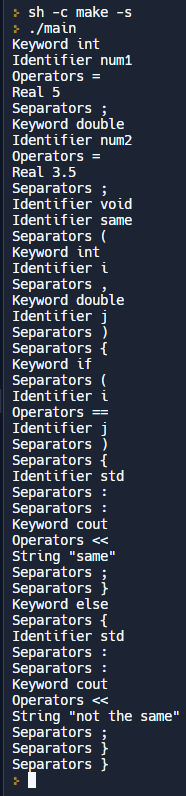 > sh -c make -s
> ./main
Keyword int
Identifier num1
Operators =
Real 5
Separators ;
Keyword double
Identifier num2
Operators =
Real 3.5
Separators ;
Identifier void
Identifier same
Separators (
Keyword int
Identifier i
Separators ,
Keyword double
Identifier j
Separators )
Separators {
Keyword if
Separators (
Identifier i
Operators ==
Identifier j
Separators )
Separators {
Identifier std
Separators :
Separators :
Keyword cout
Operators <<
String "same"
Separators ;
Separators }
Keyword else
Separators {
Identifier std
Separators :
Separators :
Keyword cout
Operators <<
String "not the same"
Separators ;
Separators }
Separators }
>